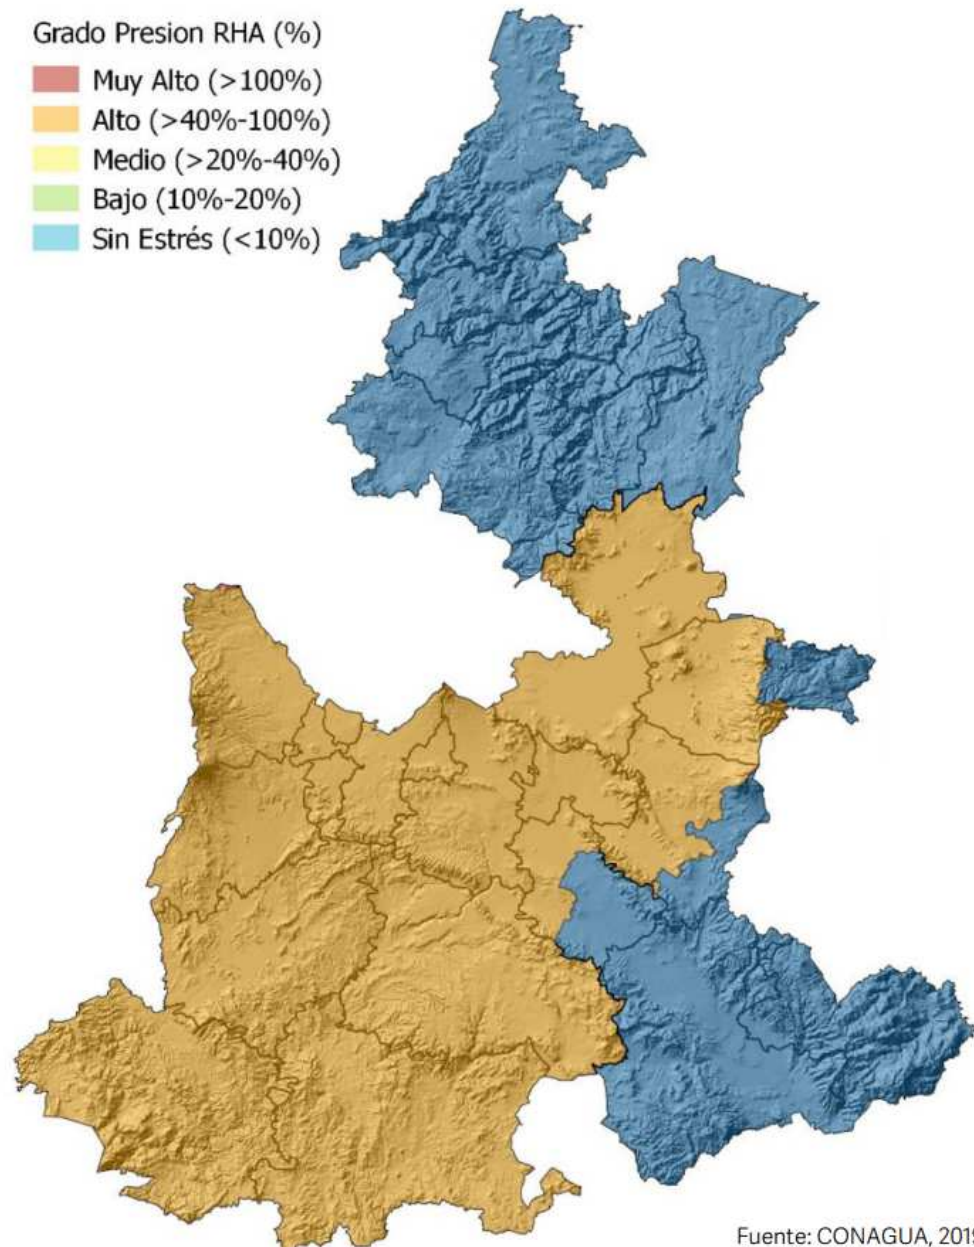 Grado Presion RHA (%)
Muy Alto (>100%)
Alto (>40%-100%)
Medio (>20%-40%)
Bajo (10%-20%)
Sin Estrés (<10%)
Fuente: CONAGUA, 2019